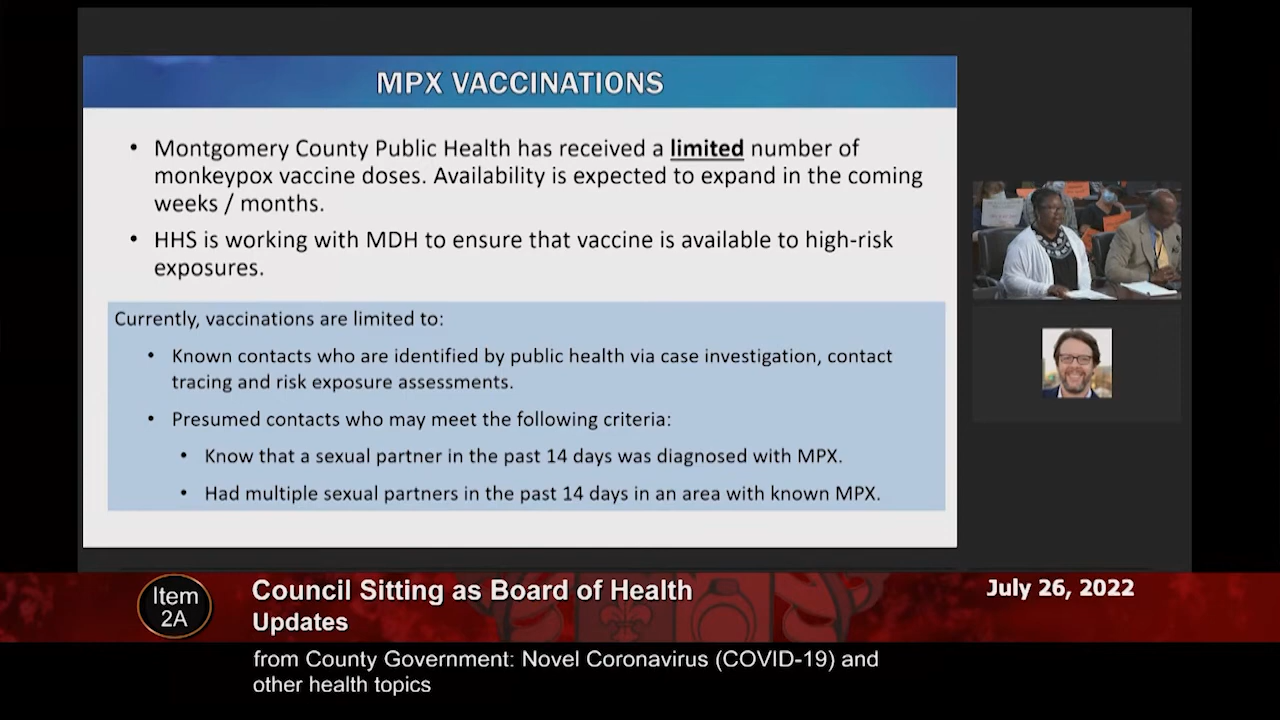 MPX VACCINATIONS
• Montgomery County Public Health has received a limited number of
monkeypox vaccine doses. Availability is expected to expand in the coming
weeks / months.
• HHS is working with MDH to ensure that vaccine is available to high-risk
exposures.
Currently, vaccinations are limited to:
• Known contacts who are identified by public health via case investigation, contact
tracing and risk exposure assessments.
• Presumed contacts who may meet the following criteria:
• Know that a sexual partner in the past 14 days was diagnosed with MPX.
• Had multiple sexual partners in the past 14 days in an area with known MPX.
Item
2A
Council Sitting as Board of Health
Updates
July 26, 2022
from County Government: Novel Coronavirus (COVID-19) and
other health topics